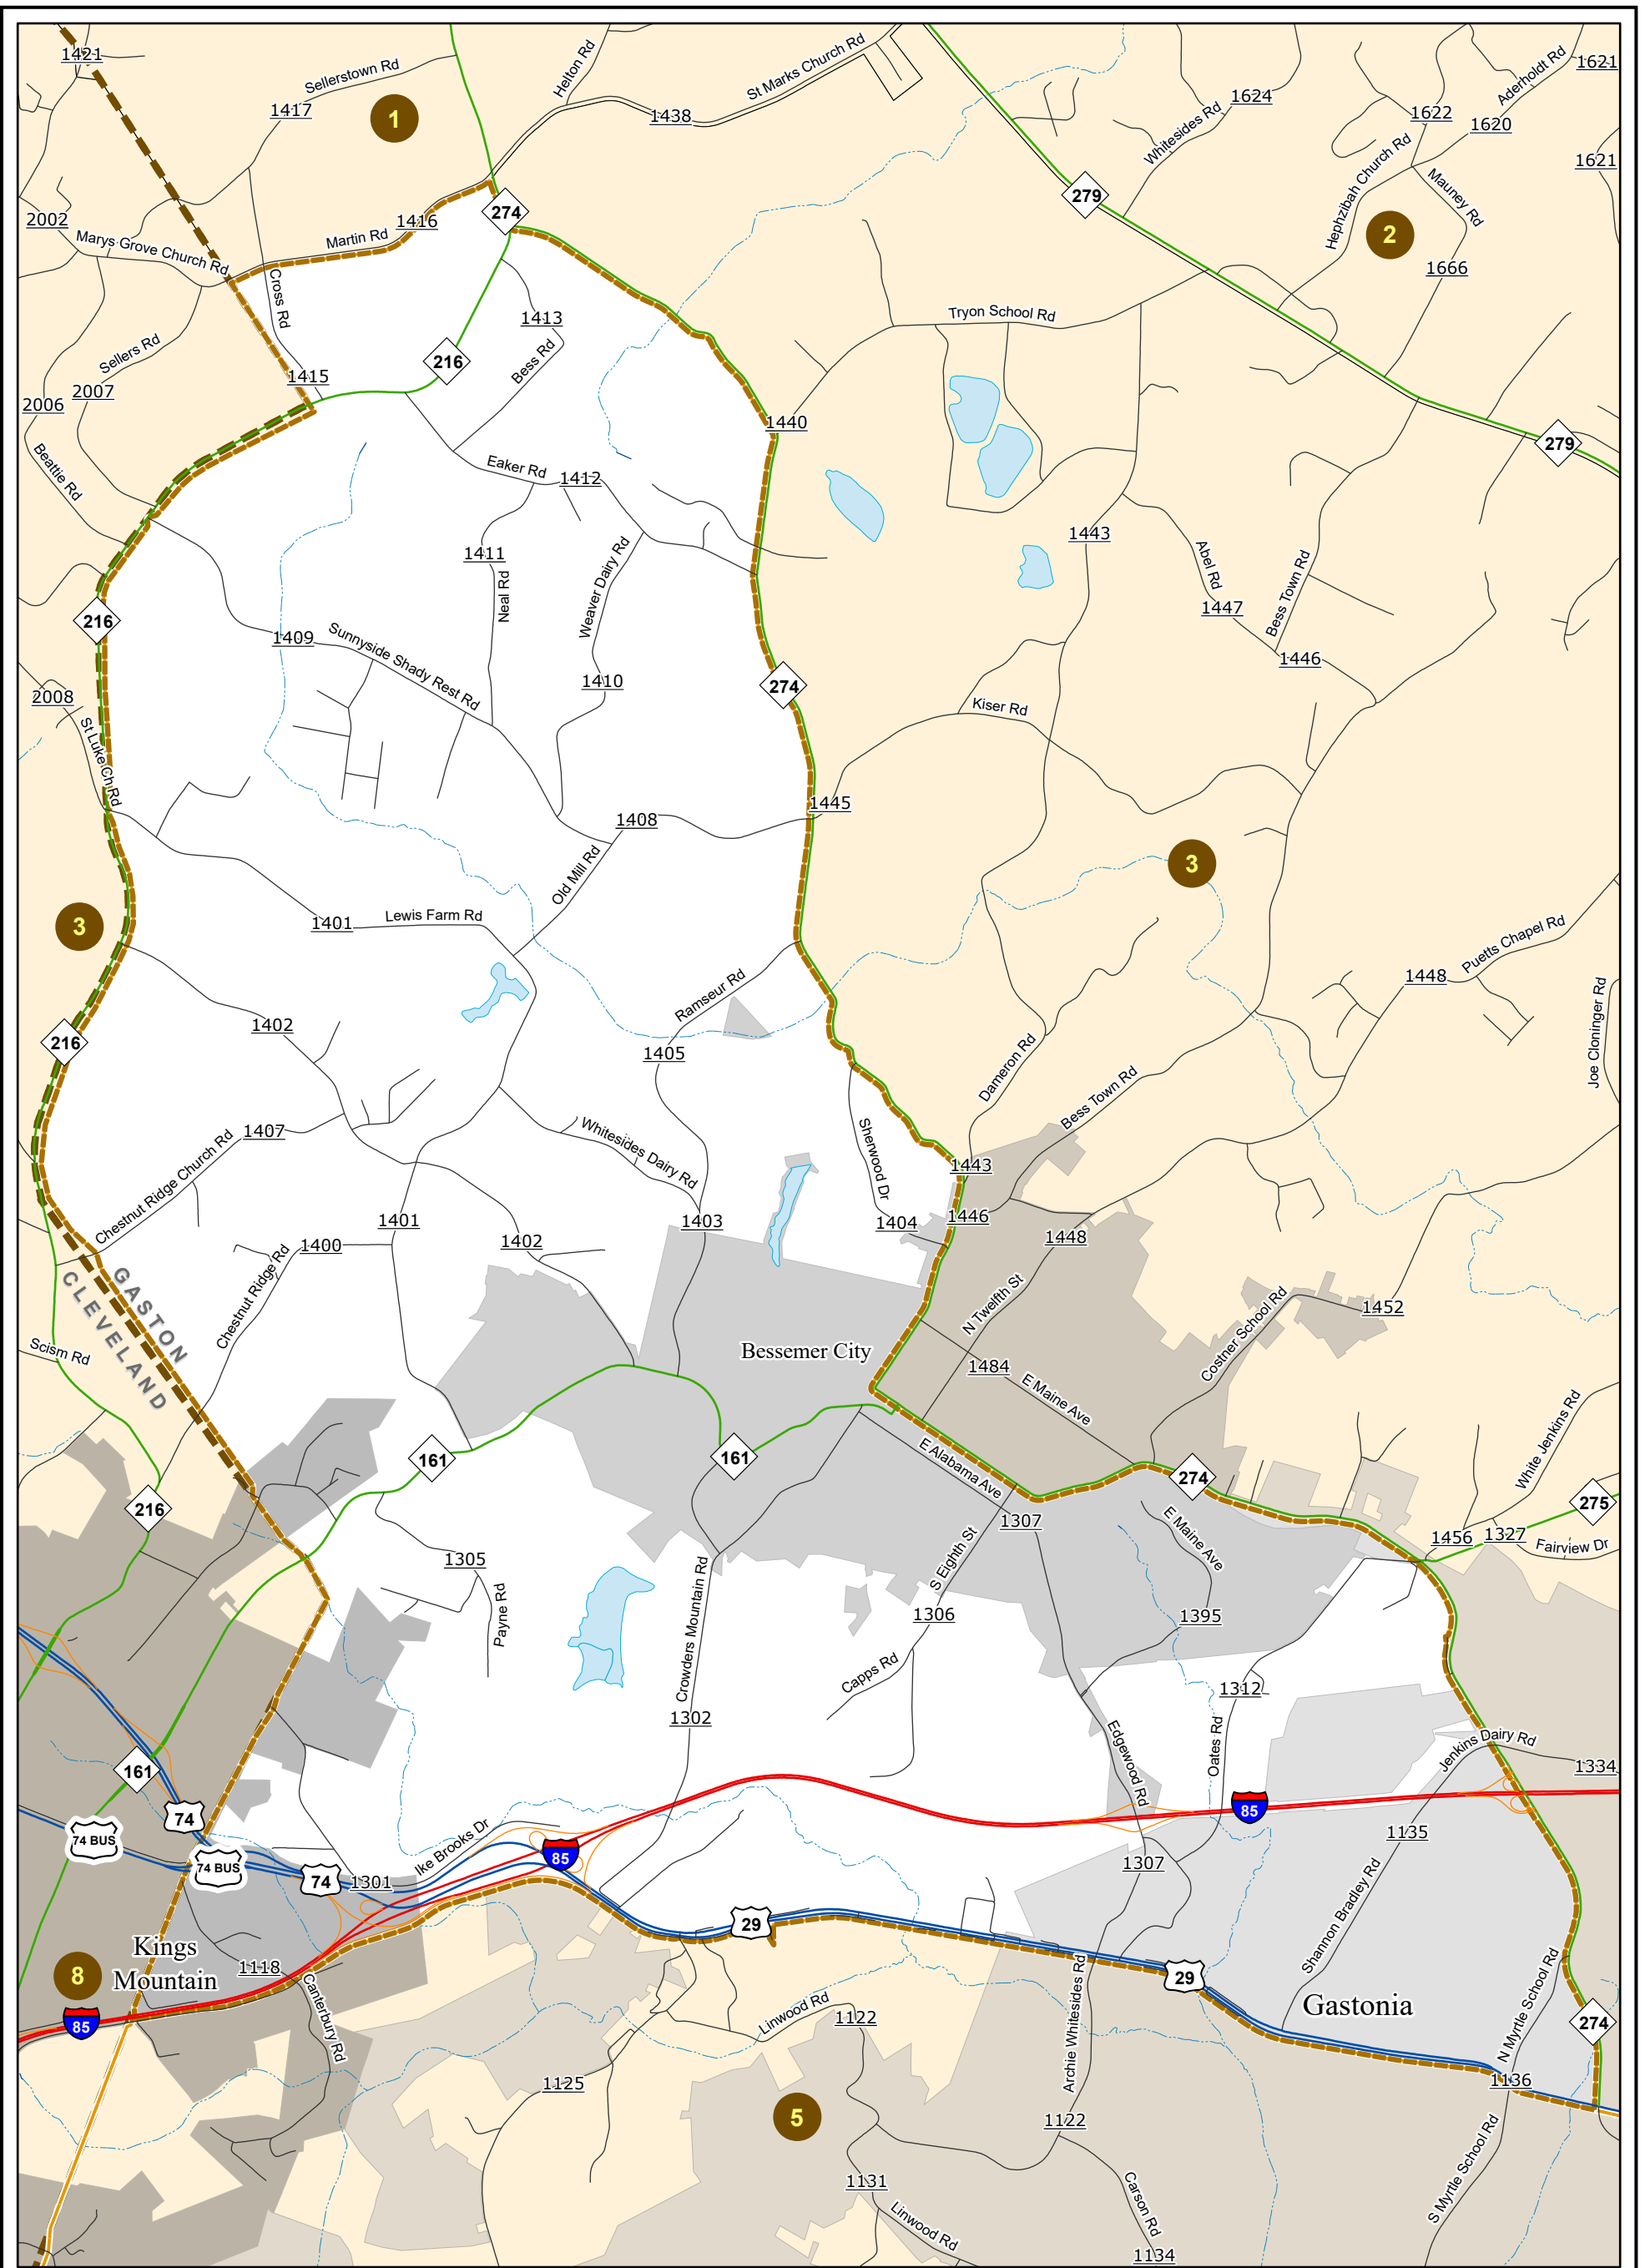 1421
Sellerstown Rd
1417
1
Helton Rd
1438
St Marks Church Rd
1624
Whitesides Rd
1622
Aderholdt Rd
1621
1620
1621
Hephzibah Church Rd
Mauney Rd
279
2
2002
Marys Grove Church Rd
Martin Rd
1416
274
1666
Cross Rd
1413
Tryon School Rd
Sellers Rd
216
Bess Rd
1415
2007
2006
1440
279
Beattie Rd
Eaker Rd
1412
1443
1411
Abel Rd
Neal Rd
Weaver Dairy Rd
Bess Town Rd
1447
216
1409
Sunnyside Shady Rest Rd
1446
1410
274
2008
Kiser Rd
St Luke Ch Rd
1445
1408
3
Old Mill Rd
3
1401
Lewis Farm Rd
Puetts Chapel Rd
1448
Ramseur Rd
Joe Cloninger Rd
1402
216
1405
Dameron Rd
Bess Town Rd
1407
Whitesides Dairy Rd
Sherwood Dr
1443
Chestnut Ridge Church Rd
1401
1403
1404
1446
1400
1402
1448
Chestnut Ridge Rd
GASTON
CLEVELAND
N Twelfth St
1452
Costner School Rd
Scism Rd
Bessemer City
1484
E Maine Ave
White Jenkins Rd
161
161
E Alabama Ave
274
216
275
1307
E Maine Ave
1456
1327
Fairview Dr
1305
S Eighth St
Payne Rd
Crowders Mountain Rd
1306
1395
Capps Rd
1312
1302
Edgewood Rd
Oates Rd
Jenkins Dairy Rd
161
1334
74
85
74 BUS
Ike Brooks Dr
1135
85
74 BUS
74
1301
1307
29
Shannon Bradley Rd
Kings
Mountain
8
1118
Canterbury Rd
29
Archie Whitesides Rd
Gastonia
N Myrtle School Rd
85
Linwood Rd
1122
274
1125
1136
5
1122
S Myrtle School Rd
1131
Carson Rd
Linwood Rd
1134